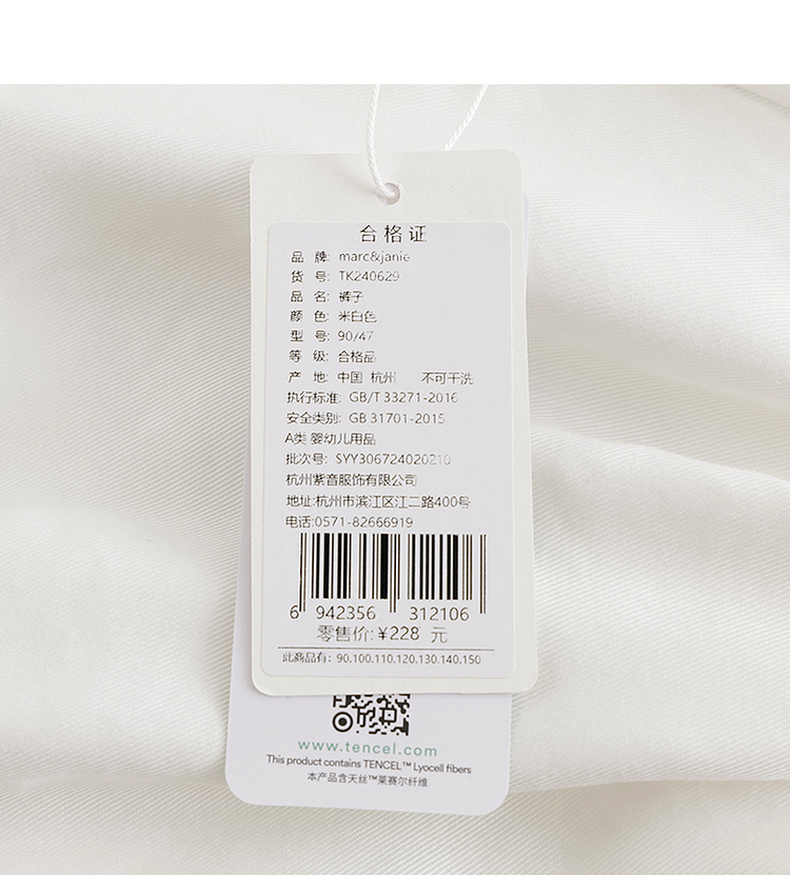 合格证
品 牌: marc&janie
货 号: TK240629
品 名: 裤子
颜 色: 米白色
型 号: 90/47
等 级: 合格品
产 地: 中国 杭州 不可干洗
执行标准: GB/T 33271-2016
安全类别: GB 31701-2015
A类 婴幼儿用品
批次号: SYY306724020210
杭州紫音服饰有限公司
地址:杭州市滨江区江二路400号
电话:0571-82666919
6 942356 312106
零售价:¥228 元
此商品有: 90.100.110.120.130.140.150
www.tencel.com
This product contains TENCEL™ Lyocell fibers
本产品含天丝™莱赛尔纤维